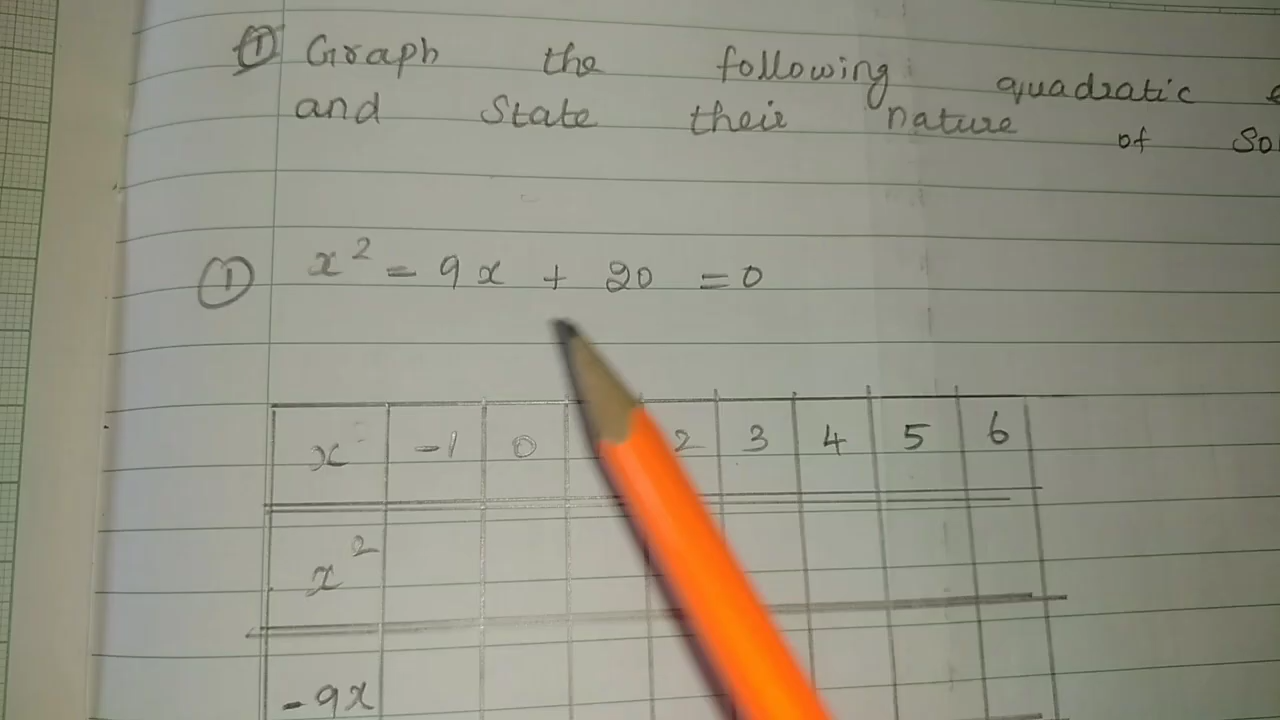 ① Graph the following quadratic
and state their nature of
① x² - 9x + 20 = 0
x -1 0 2 3 4 5 6
x²
-9x